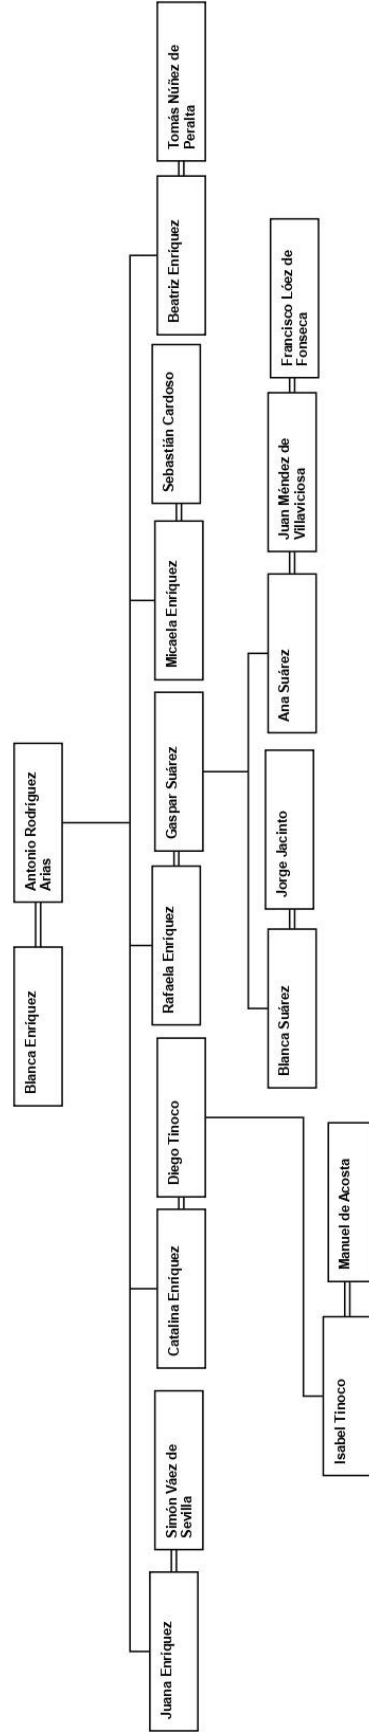 Blanca Enríquez
Antonio Rodríguez
Arias
Juana Enríquez
Simón Váez de
Sevilla
Catalina Enríquez
Diego Tinoco
Rafaela Enríquez
Gaspar Suárez
Micaela Enríquez
Sebastián Cardoso
Beatriz Enríquez
Tomás Núñez de
Peralta
Blanca Suárez
Jorge Jacinto
Ana Suárez
Juan Méndez de
Villaviciosa
Francisco Lóez de
Fonseca
Isabel Tinoco
Manuel de Acosta